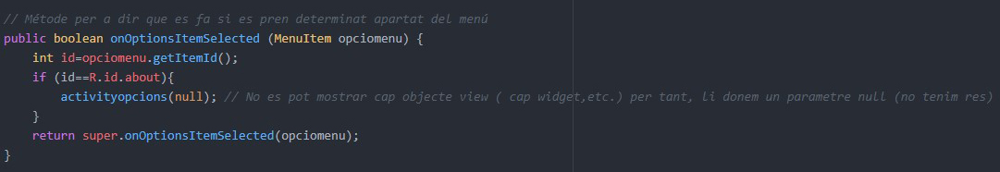 // Métode per a dir que es fa si es pren determinat apartat del menú
public boolean onOptionsItemSelected (MenuItem opciomenu) {
    int id=opciomenu.getItemId();
    if (id==R.id.about){
        activityopcions(null); // No es pot mostrar cap objecte view ( cap widget,etc.) per tant, li donem un parametre null (no tenim res)
    }
    return super.onOptionsItemSelected(opciomenu);
}